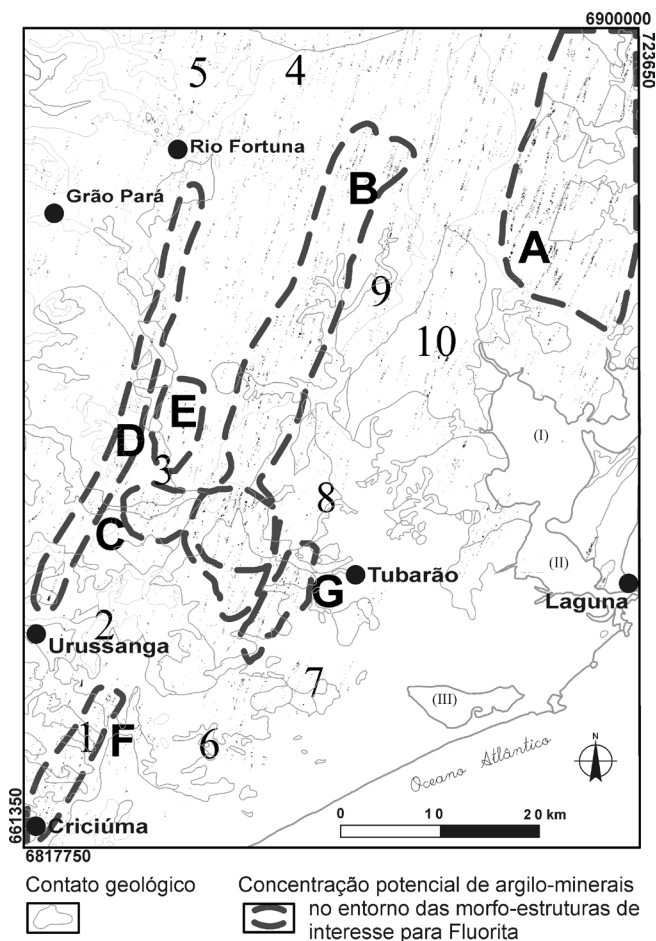 6900000
723650
5
4
Rio Fortuna
Grão Pará
B
A
9
10
E
D
3
(I)
C
8
(II)
G
Tubarão
Laguna
2
Urussanga
7
(III)
1
F
6
Oceano Atlântico
N
0 10 20 km
661350
Criciúma
6817750
Contato geológico
Concentração potencial de argilo-minerais
no entorno das morfo-estruturas de
interesse para Fluorita